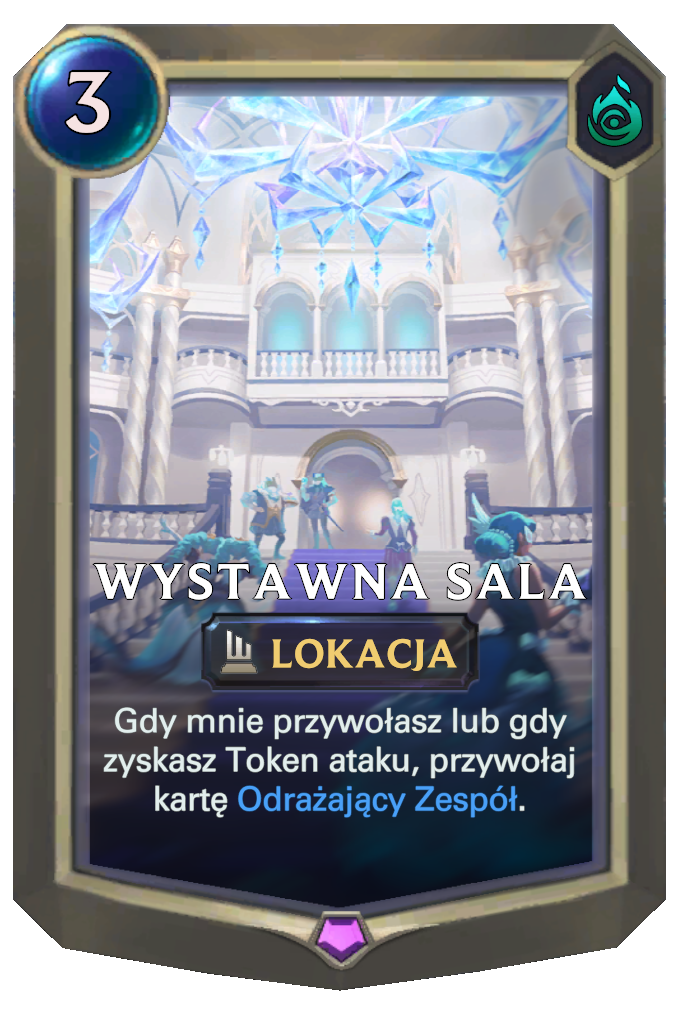 3
WYSTAWNA SALA
LOKACJA
Gdy mnie przywołasz lub gdy
zyskasz Token ataku, przywołaj
kartę Odrażający Zespół.